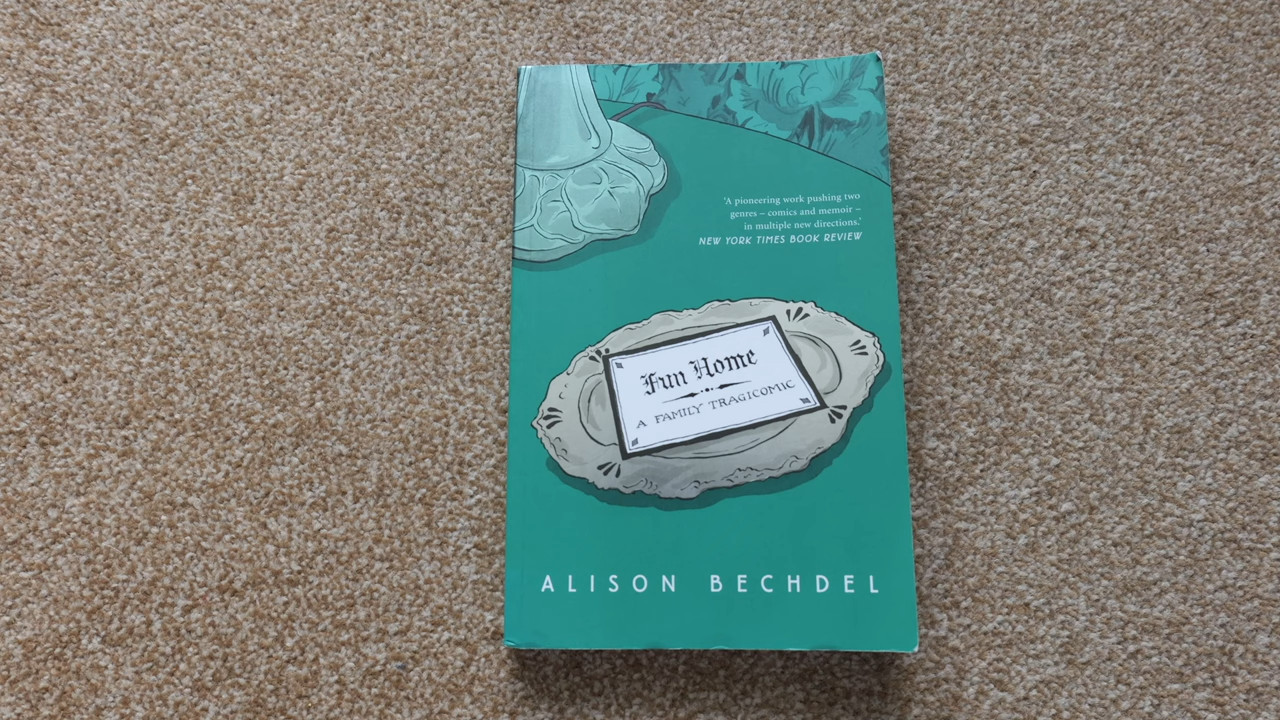 'A pioneering work pushing two
genres – comics and memoir –
in multiple new directions.'
NEW YORK TIMES BOOK REVIEW
Fun Home
A FAMILY TRAGICOMIC
ALISON BECHDEL